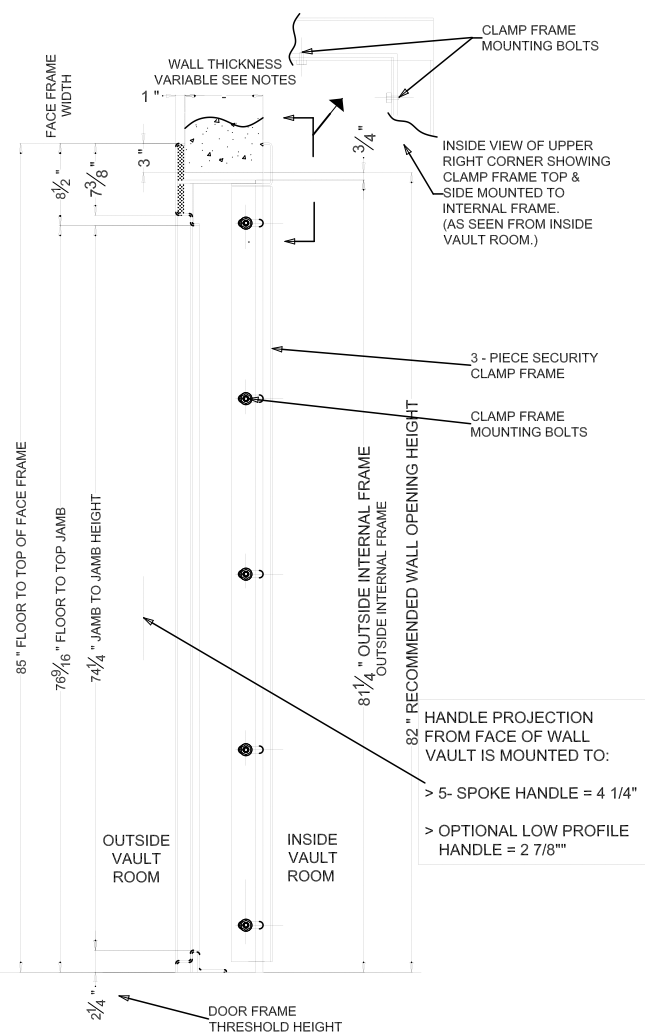 CLAMP FRAME
MOUNTING BOLTS
WALL THICKNESS
VARIABLE SEE NOTES
FACE FRAME
WIDTH
1 "
3 "
3/4 "
8 1/2 "
7 3/8 "
INSIDE VIEW OF UPPER
RIGHT CORNER SHOWING
CLAMP FRAME TOP &
SIDE MOUNTED TO
INTERNAL FRAME.
(AS SEEN FROM INSIDE
VAULT ROOM.)
3 - PIECE SECURITY
CLAMP FRAME
CLAMP FRAME
MOUNTING BOLTS
85 " FLOOR TO TOP OF FACE FRAME
76 9/16 " FLOOR TO TOP JAMB
74 1/4 " JAMB TO JAMB HEIGHT
81 1/4 " OUTSIDE INTERNAL FRAME
OUTSIDE INTERNAL FRAME
82 " RECOMMENDED WALL OPENING HEIGHT
HANDLE PROJECTION
FROM FACE OF WALL
VAULT IS MOUNTED TO:
> 5- SPOKE HANDLE = 4 1/4"
> OPTIONAL LOW PROFILE
HANDLE = 2 7/8""
OUTSIDE
VAULT
ROOM
INSIDE
VAULT
ROOM
2 1/4 "
DOOR FRAME
THRESHOLD HEIGHT